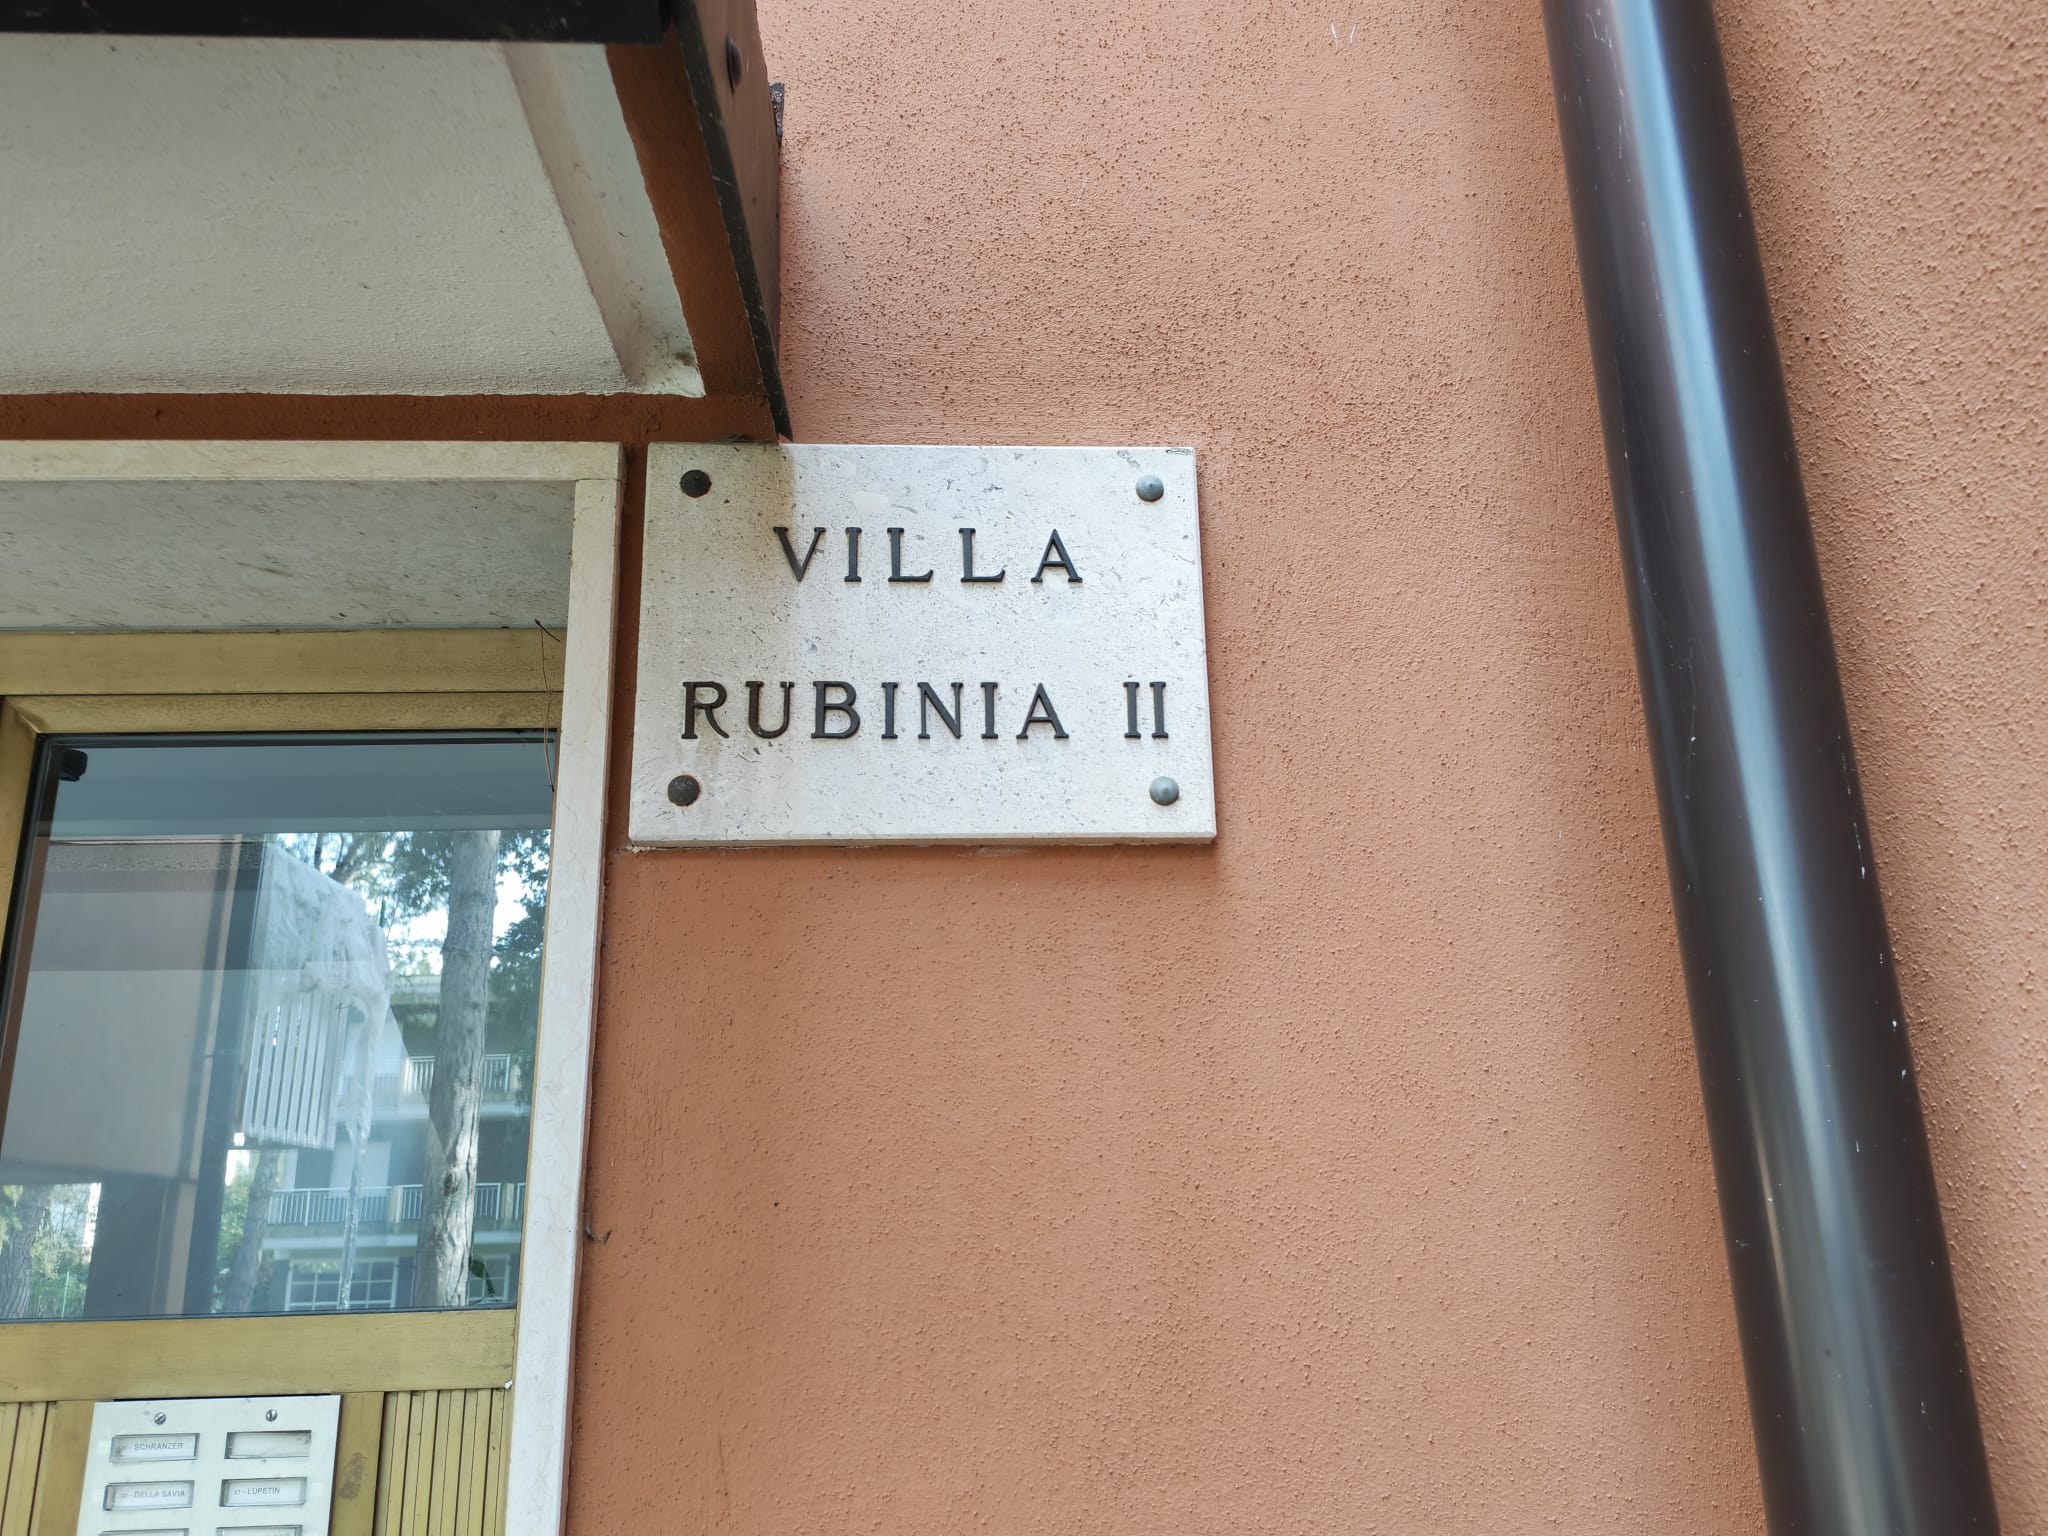 VILLA
RUBINIA II
- SCHRANZER
- DELLA SAVIA
17 - LUPETIN